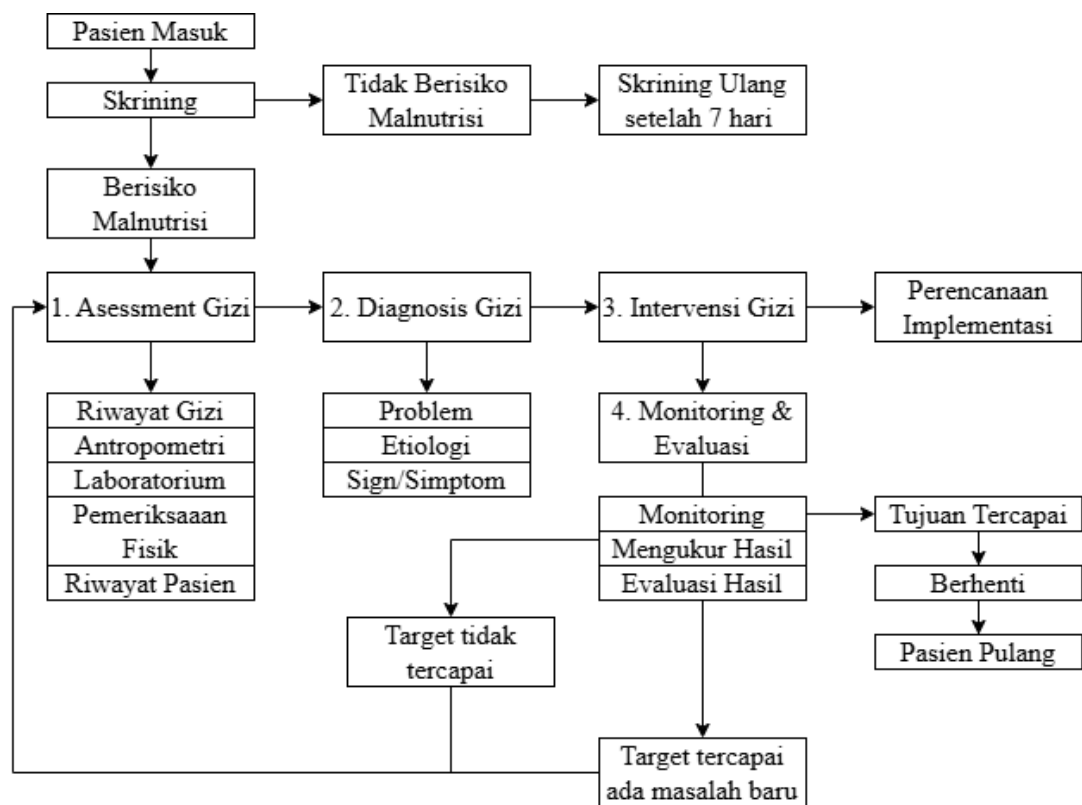 Pasien Masuk
Skrining
Tidak Berisiko
Malnutrisi
Skrining Ulang
setelah 7 hari
Berisiko
Malnutrisi
1. Asessment Gizi
2. Diagnosis Gizi
3. Intervensi Gizi
Perencanaan
Implementasi
Riwayat Gizi
Antropometri
Laboratorium
Pemeriksaaan
Fisik
Riwayat Pasien
Problem
Etiologi
Sign/Simptom
4. Monitoring &
Evaluasi
Monitoring
Mengukur Hasil
Evaluasi Hasil
Tujuan Tercapai
Berhenti
Pasien Pulang
Target tidak
tercapai
Target tercapai
ada masalah baru